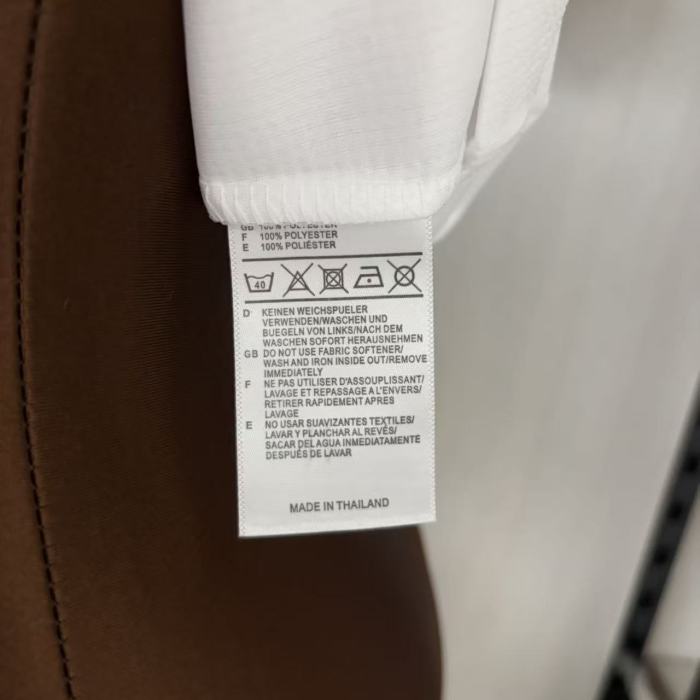 GB 100% POLYESTER
F 100% POLYESTER
E 100% POLIÉSTER
40
D KEINEN WEICHSPUELER
VERWENDEN/WASCHEN UND
BUEGELN VON LINKS/NACH DEM
WASCHEN SOFORT HERAUSNEHMEN
GB DO NOT USE FABRIC SOFTENER/
WASH AND IRON INSIDE OUT/REMOVE
IMMEDIATELY
F NE PAS UTILISER D'ASSOUPLISSANT/
LAVAGE ET REPASSAGE A L'ENVERS/
RETIRER RAPIDEMENT APRES
LAVAGE
E NO USAR SUAVIZANTES TEXTILES/
LAVAR Y PLANCHAR AL REVÉS/
SACAR DEL AGUA INMEDIATAMENTE
DESPUÉS DE LAVAR
MADE IN THAILAND